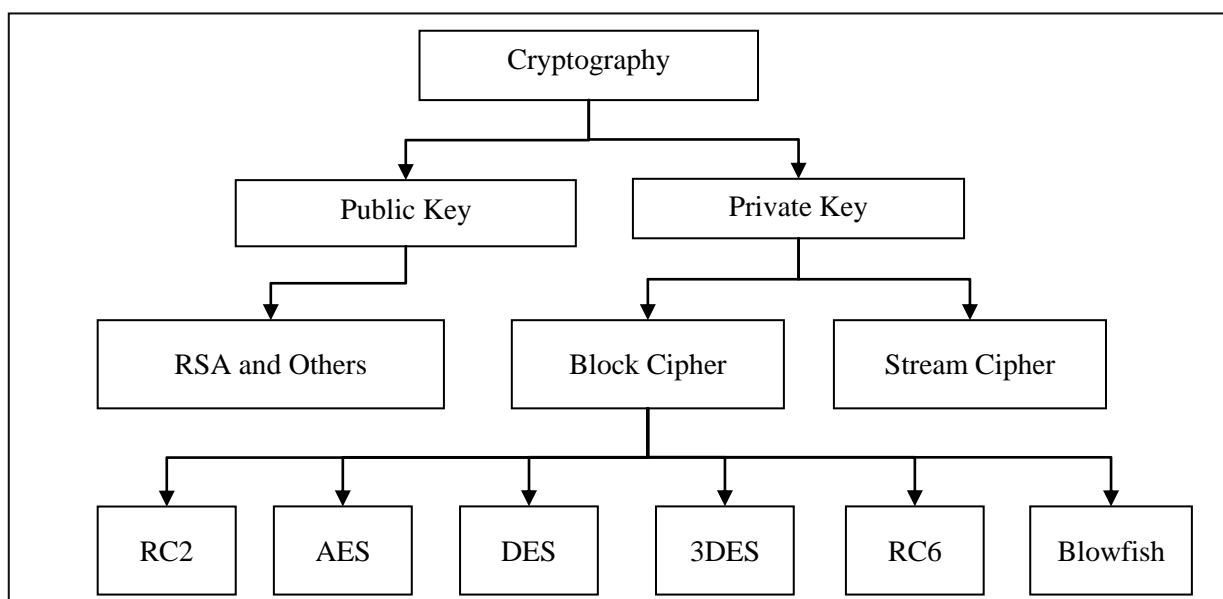 Cryptography
Public Key
Private Key
RSA and Others
Block Cipher
Stream Cipher
RC2
AES
DES
3DES
RC6
Blowfish